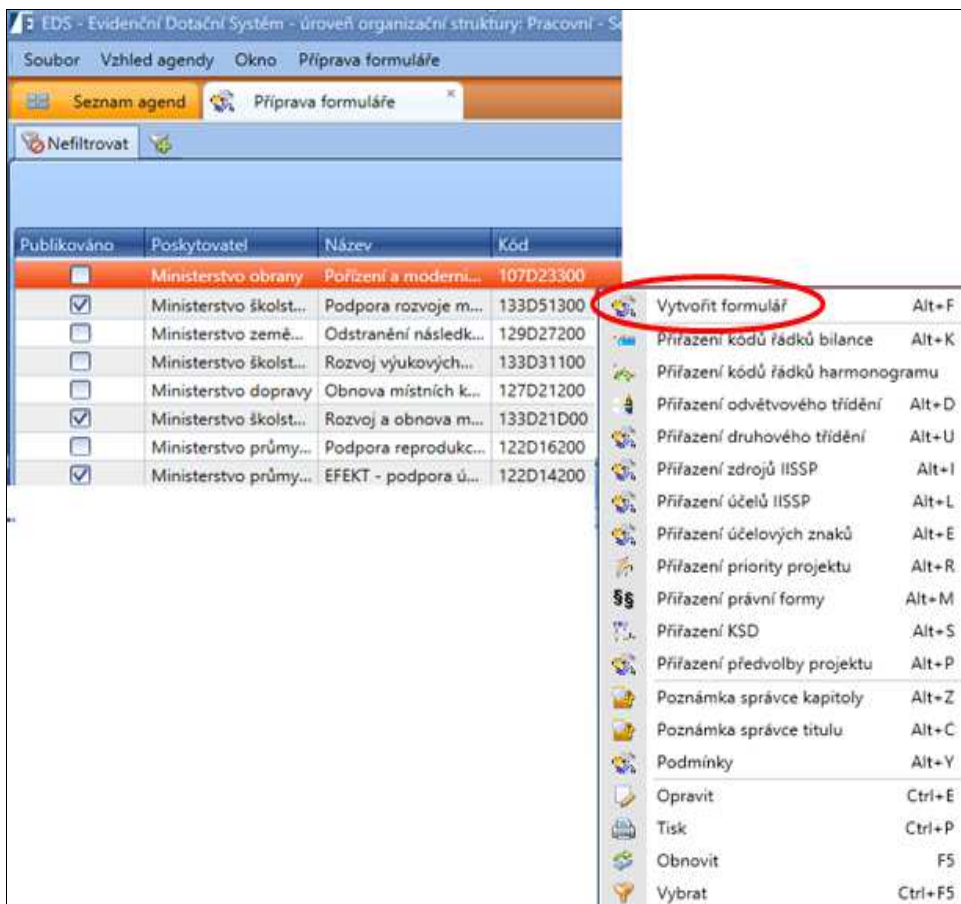 EDS - Evidenční Dotační Systém - úroveň organizační struktury: Pracovní - Se
Soubor Vzhled agendy Okno Příprava formuláře
Seznam agend Příprava formuláře
Nefiltrovat
Publikováno Poskytovatel Název Kód
Ministerstvo obrany Pořízení a moderni... 107D23300
Ministerstvo školst... Podpora rozvoje m... 133D51300
Ministerstvo země... Odstranění následk... 129D27200
Ministerstvo školst... Rozvoj výukových... 133D31100
Ministerstvo dopravy Obnova místních k... 127D21200
Ministerstvo školst... Rozvoj a obnova m... 133D21D00
Ministerstvo průmy... Podpora reprodukc... 122D16200
Ministerstvo průmy... EFEKT - podpora ú... 122D14200
Vytvořit formulář Alt+F
Přiřazení kódů řádků bilance Alt+K
Přiřazení kódů řádků harmonogramu
Přiřazení odvětvového třídění Alt+D
Přiřazení druhového třídění Alt+U
Přiřazení zdrojů IISSP Alt+I
Přiřazení účelů IISSP Alt+L
Přiřazení účelových znaků Alt+E
Přiřazení priority projektu Alt+R
§§ Přiřazení právní formy Alt+M
Přiřazení KSD Alt+S
Přiřazení předvolby projektu Alt+P
Poznámka správce kapitoly Alt+Z
Poznámka správce titulu Alt+C
Podmínky Alt+Y
Opravit Ctrl+E
Tisk Ctrl+P
Obnovit F5
Vybrat Ctrl+F5